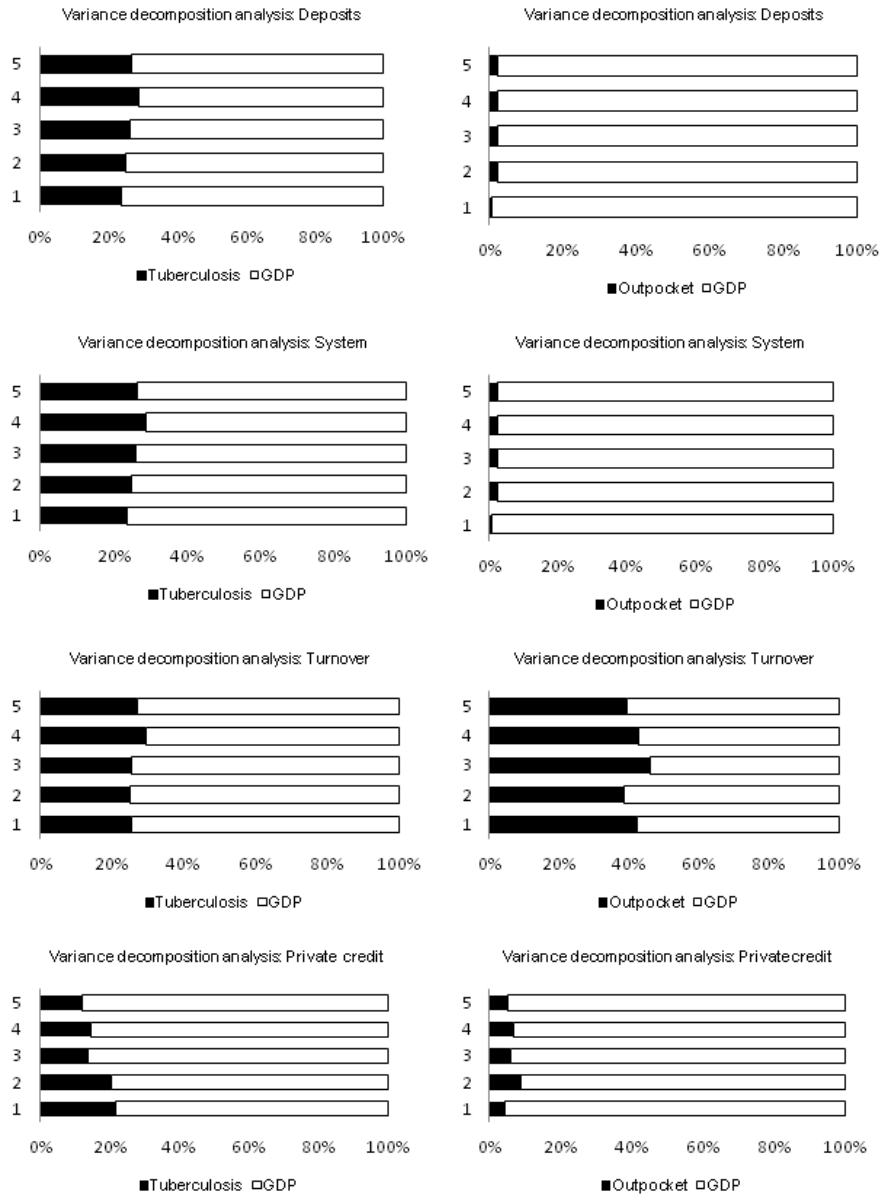 Variance decomposition analysis: Deposits
5
4
3
2
1
0% 20% 40% 60% 80% 100%
■Tuberculosis □GDP
Variance decomposition analysis: Deposits
5
4
3
2
1
0% 20% 40% 60% 80% 100%
■Outpocket □GDP
Variance decomposition analysis: System
5
4
3
2
1
0% 20% 40% 60% 80% 100%
■Tuberculosis □GDP
Variance decomposition analysis: System
5
4
3
2
1
0% 20% 40% 60% 80% 100%
■Outpocket □GDP
Variance decomposition analysis: Turnover
5
4
3
2
1
0% 20% 40% 60% 80% 100%
■Tuberculosis □GDP
Variance decomposition analysis: Turnover
5
4
3
2
1
0% 20% 40% 60% 80% 100%
■Outpocket □GDP
Variance decomposition analysis: Private credit
5
4
3
2
1
0% 20% 40% 60% 80% 100%
■Tuberculosis □GDP
Variance decomposition analysis: Private credit
5
4
3
2
1
0% 20% 40% 60% 80% 100%
■Outpocket □GDP